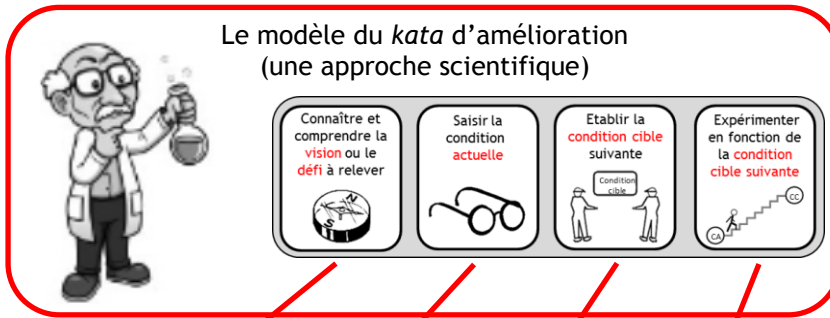 Le modèle du kata d’amélioration
(une approche scientifique)
Connaître et
comprendre la
vision ou le
défi à relever
N
S
Saisir la
condition
actuelle
Etablir la
condition cible
suivante
Condition
cible
Expérimenter
en fonction de
la condition
cible suivante
CC
CA